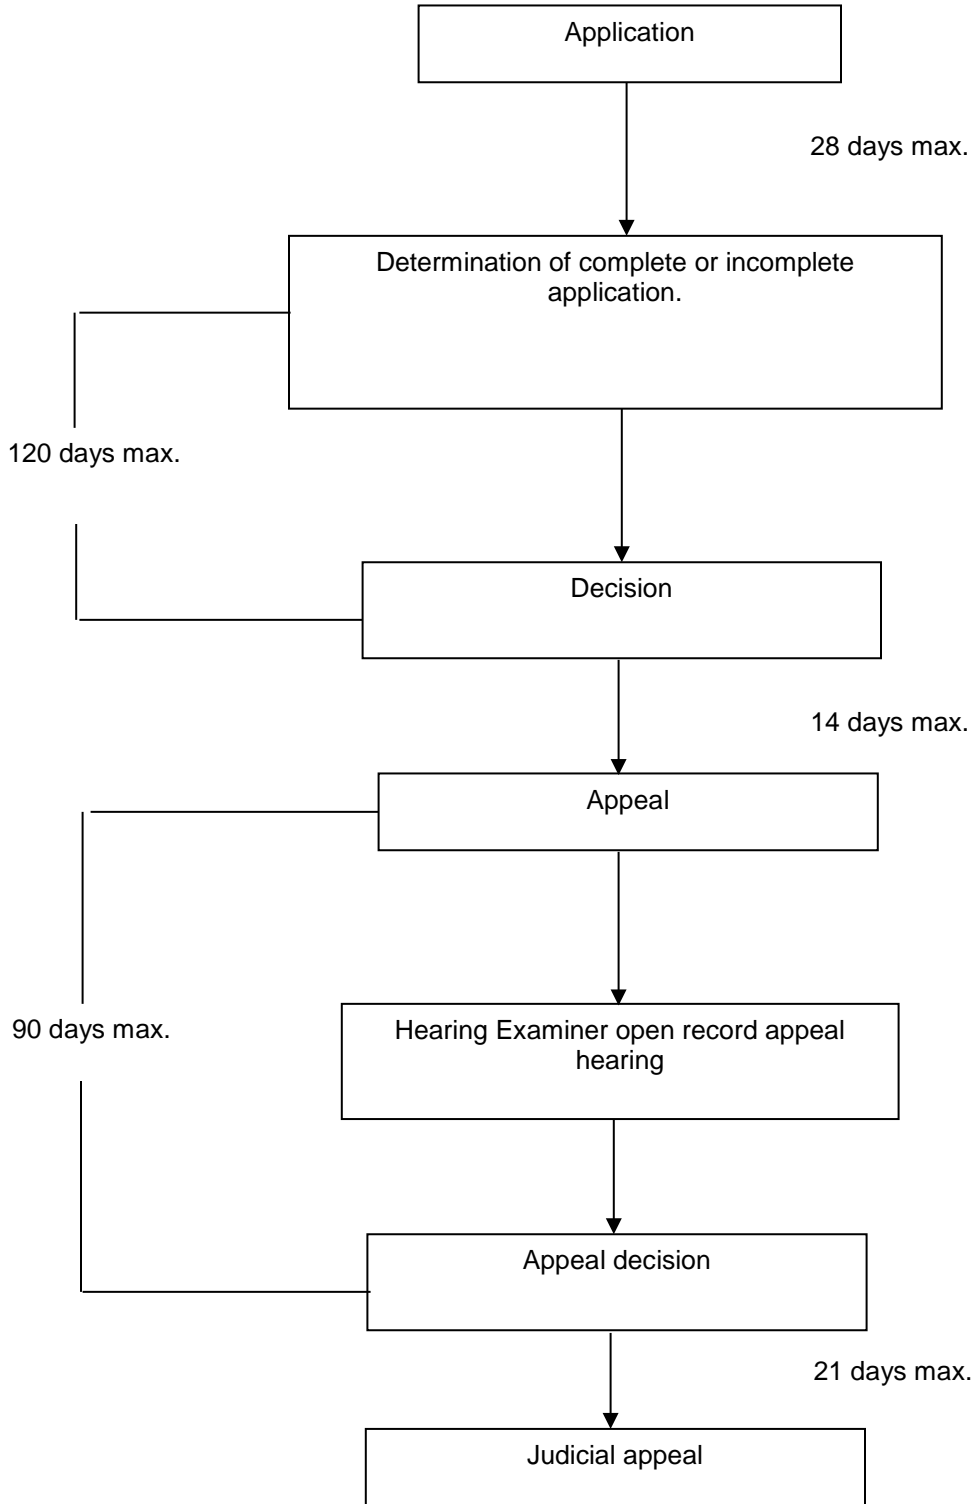 Application
28 days max.
Determination of complete or incomplete
application.
120 days max.
Decision
14 days max.
Appeal
Hearing Examiner open record appeal
hearing
90 days max.
Appeal decision
21 days max.
Judicial appeal